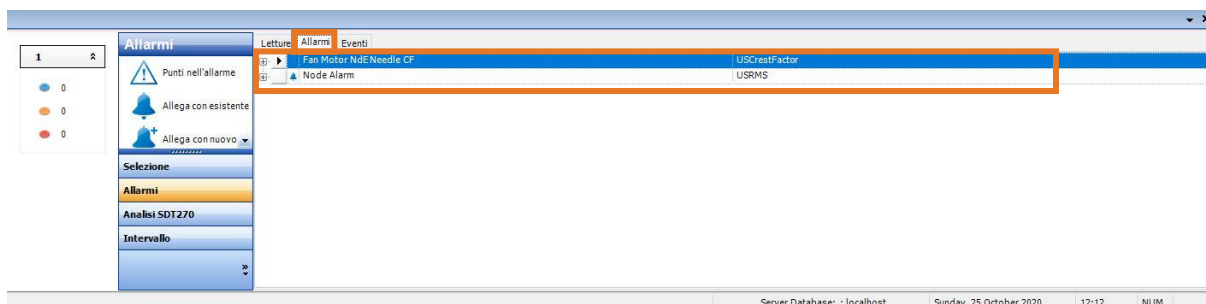 1
0
0
0
Allarmi
Punti nell'allarme
Allega con esistente
Allega con nuovo
Selezione
Allarmi
Analisi SDT270
Intervallo
Letture Allarmi Eventi
Fan Motor NdE Needle CF USCrestFactor
Node Alarm USRMS
Server Database: : localhost Sunday, 25 October 2020 12:12 NUM